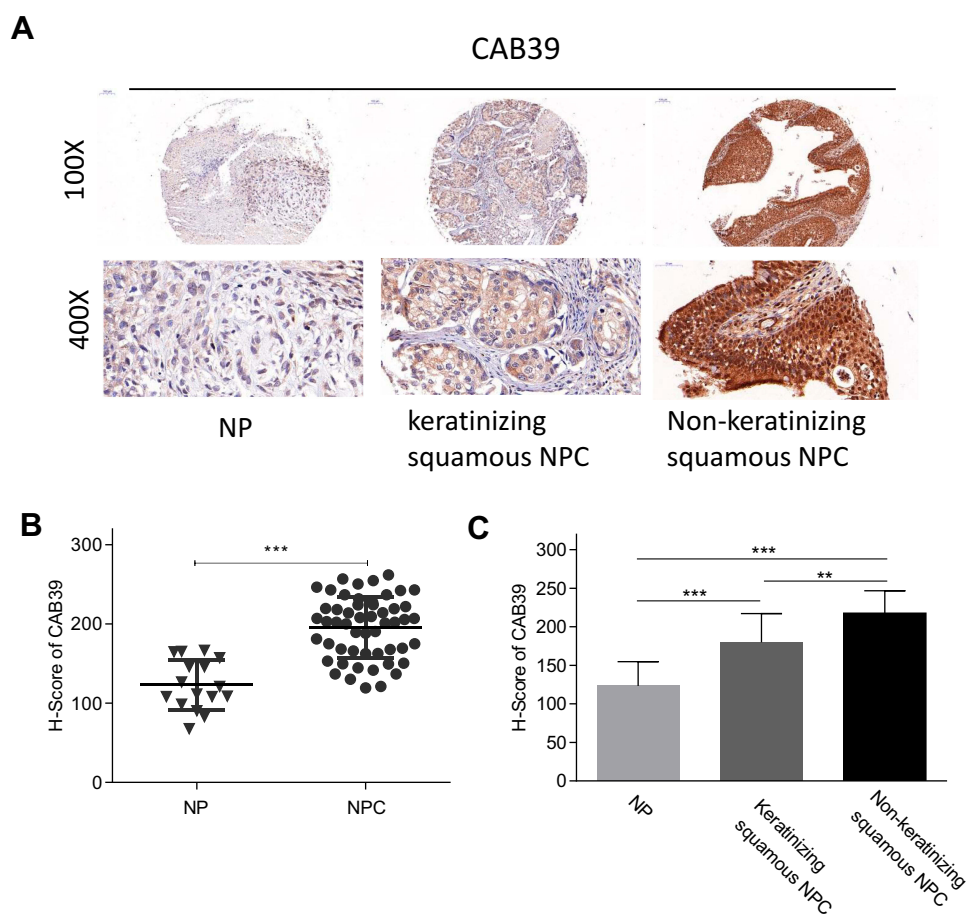 A
CAB39
100X
400X
NP
keratinizing
squamous NPC
Non-keratinizing
squamous NPC
B
H-Score of CAB39
300
200
100
0
***
NP
NPC
C
H-Score of CAB39
300
250
200
150
100
50
0
***
***
**
NP
Keratinizing
squamous NPC
Non-keratinizing
squamous NPC